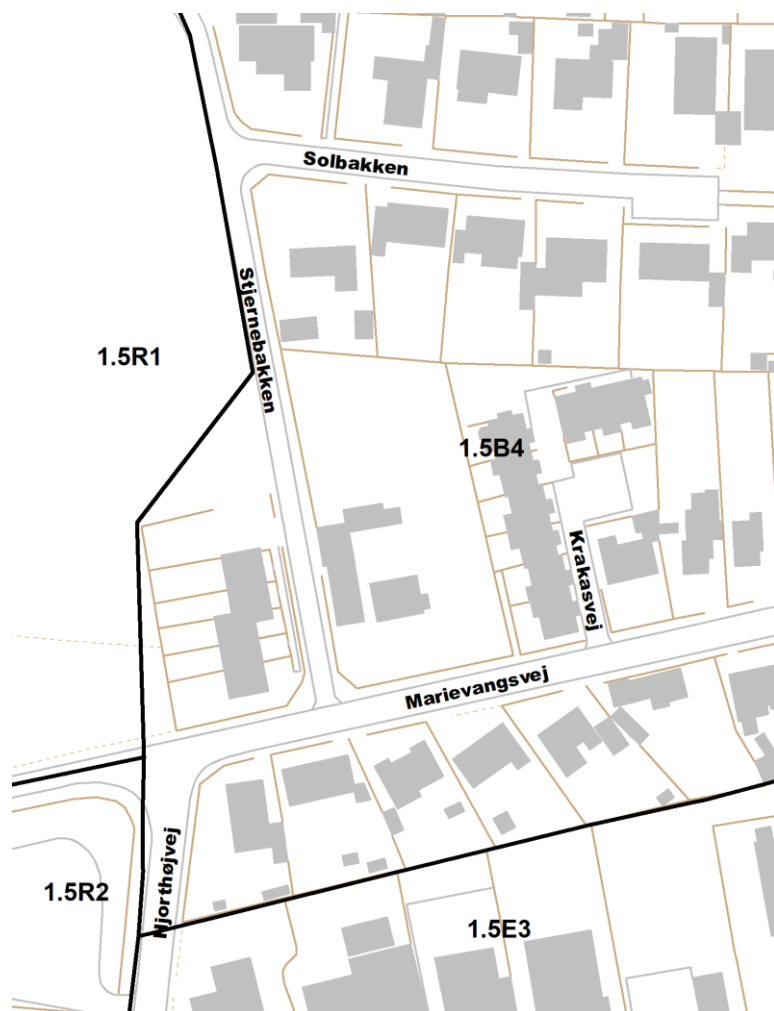 Solbakken
Stjernebakken
1.5R1
1.5B4
Krakasvej
Marievangsvej
1.5R2
Njorthøjvej
1.5E3